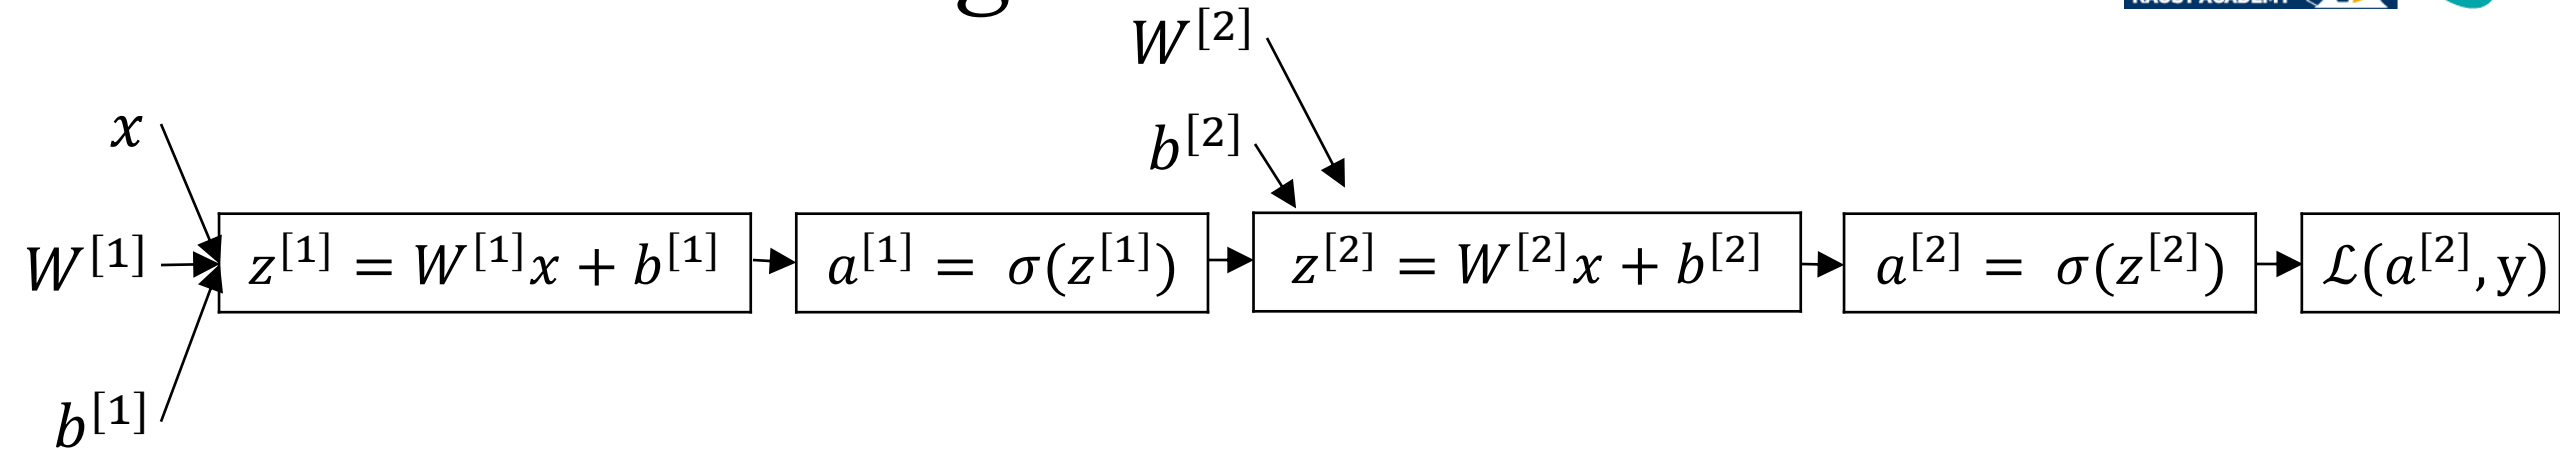 W^[2]
x
b^[2]
W^[1]
z^[1] = W^[1]x + b^[1]
a^[1] = σ(z^[1])
z^[2] = W^[2]x + b^[2]
a^[2] = σ(z^[2])
ℒ(a^[2], y)
b^[1]